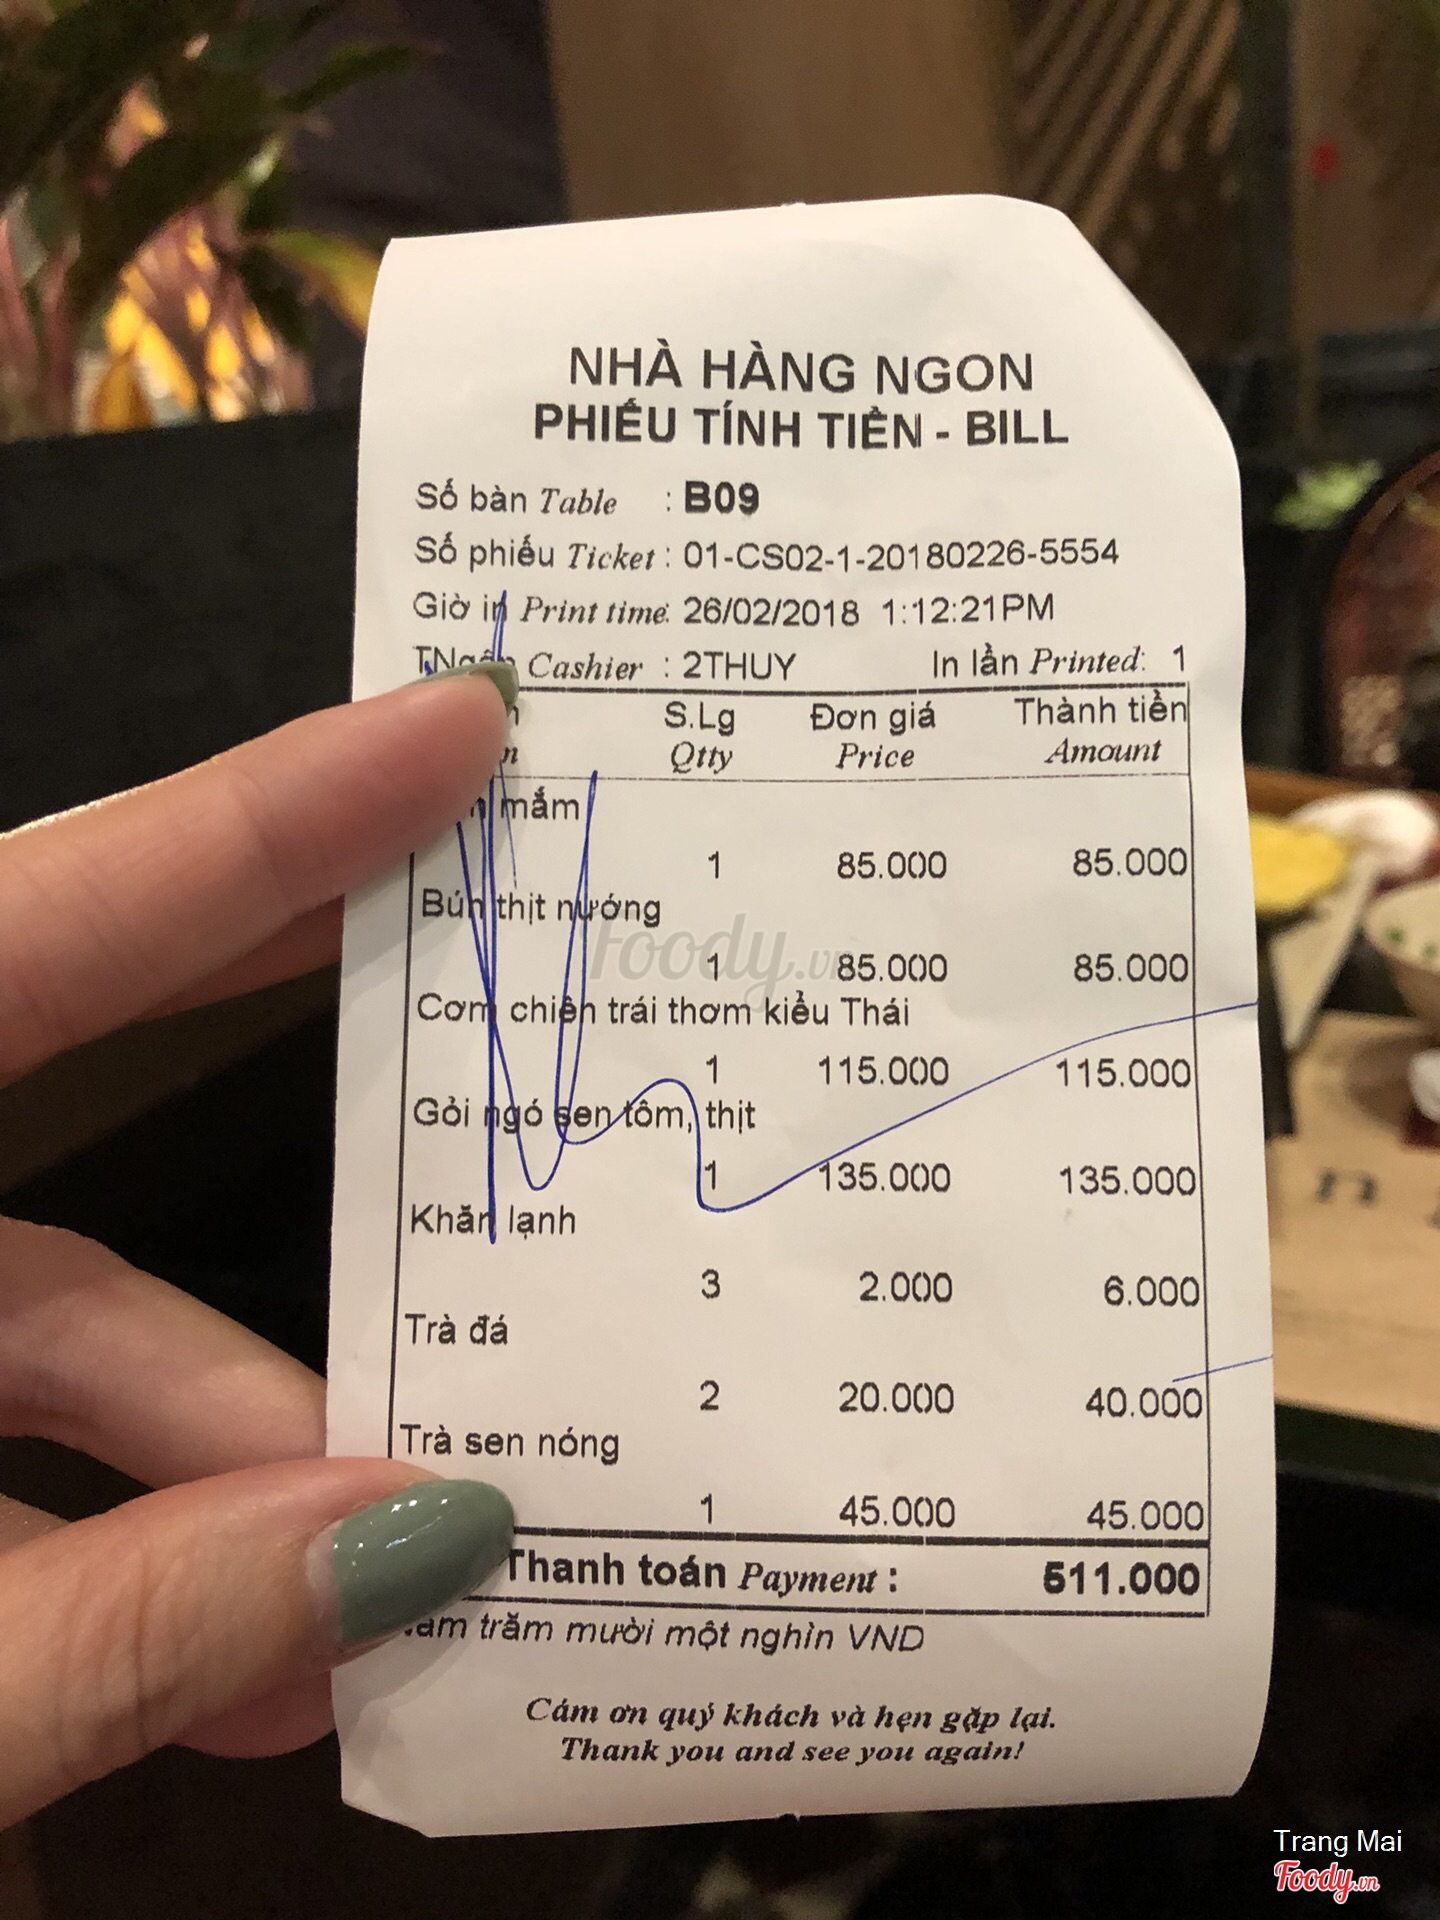 NHÀ HÀNG NGON
PHIẾU TÍNH TIỀN - BILL
Số bàn Table : B09
Số phiếu Ticket : 01-CS02-1-20180226-5554
Giờ in Print time: 26/02/2018 1:12:21PM
TNgân Cashier : 2THUY In lần Printed: 1
S.Lg Đơn giá Thành tiền
Qtty Price Amount
mắm
1 85.000 85.000
Bún thịt nướng
1 85.000 85.000
Cơm chiên trái thơm kiểu Thái
1 115.000 115.000
Gỏi ngó sen tôm, thịt
1 135.000 135.000
Khăn lạnh
3 2.000 6.000
Trà đá
2 20.000 40.000
Trà sen nóng
1 45.000 45.000
Thanh toán Payment : 511.000
trăm mười một nghìn VND
Cám ơn quý khách và hẹn gặp lại.
Thank you and see you again!
Foody.vn
Trang Mai
Foody.vn